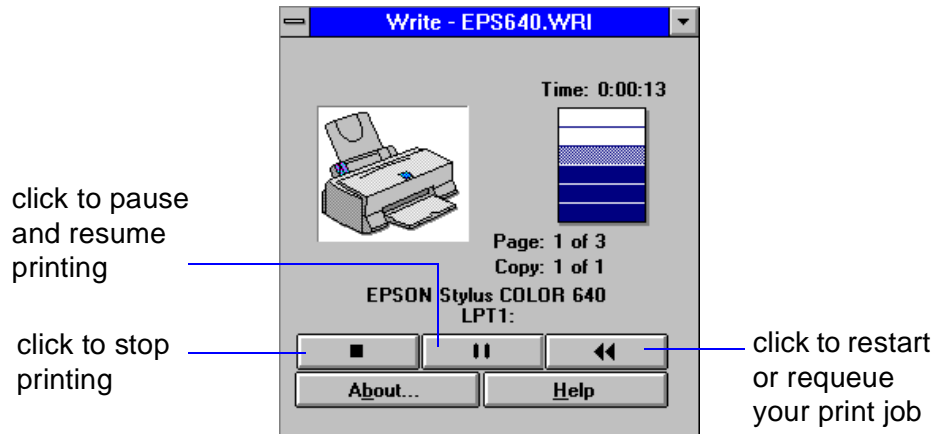 Write - EPS640.WRI
Time: 0:00:13
click to pause
and resume
printing
Page: 1 of 3
Copy: 1 of 1
EPSON Stylus COLOR 640
LPT1:
click to stop
printing
click to restart
or requeue
your print job
About...
Help